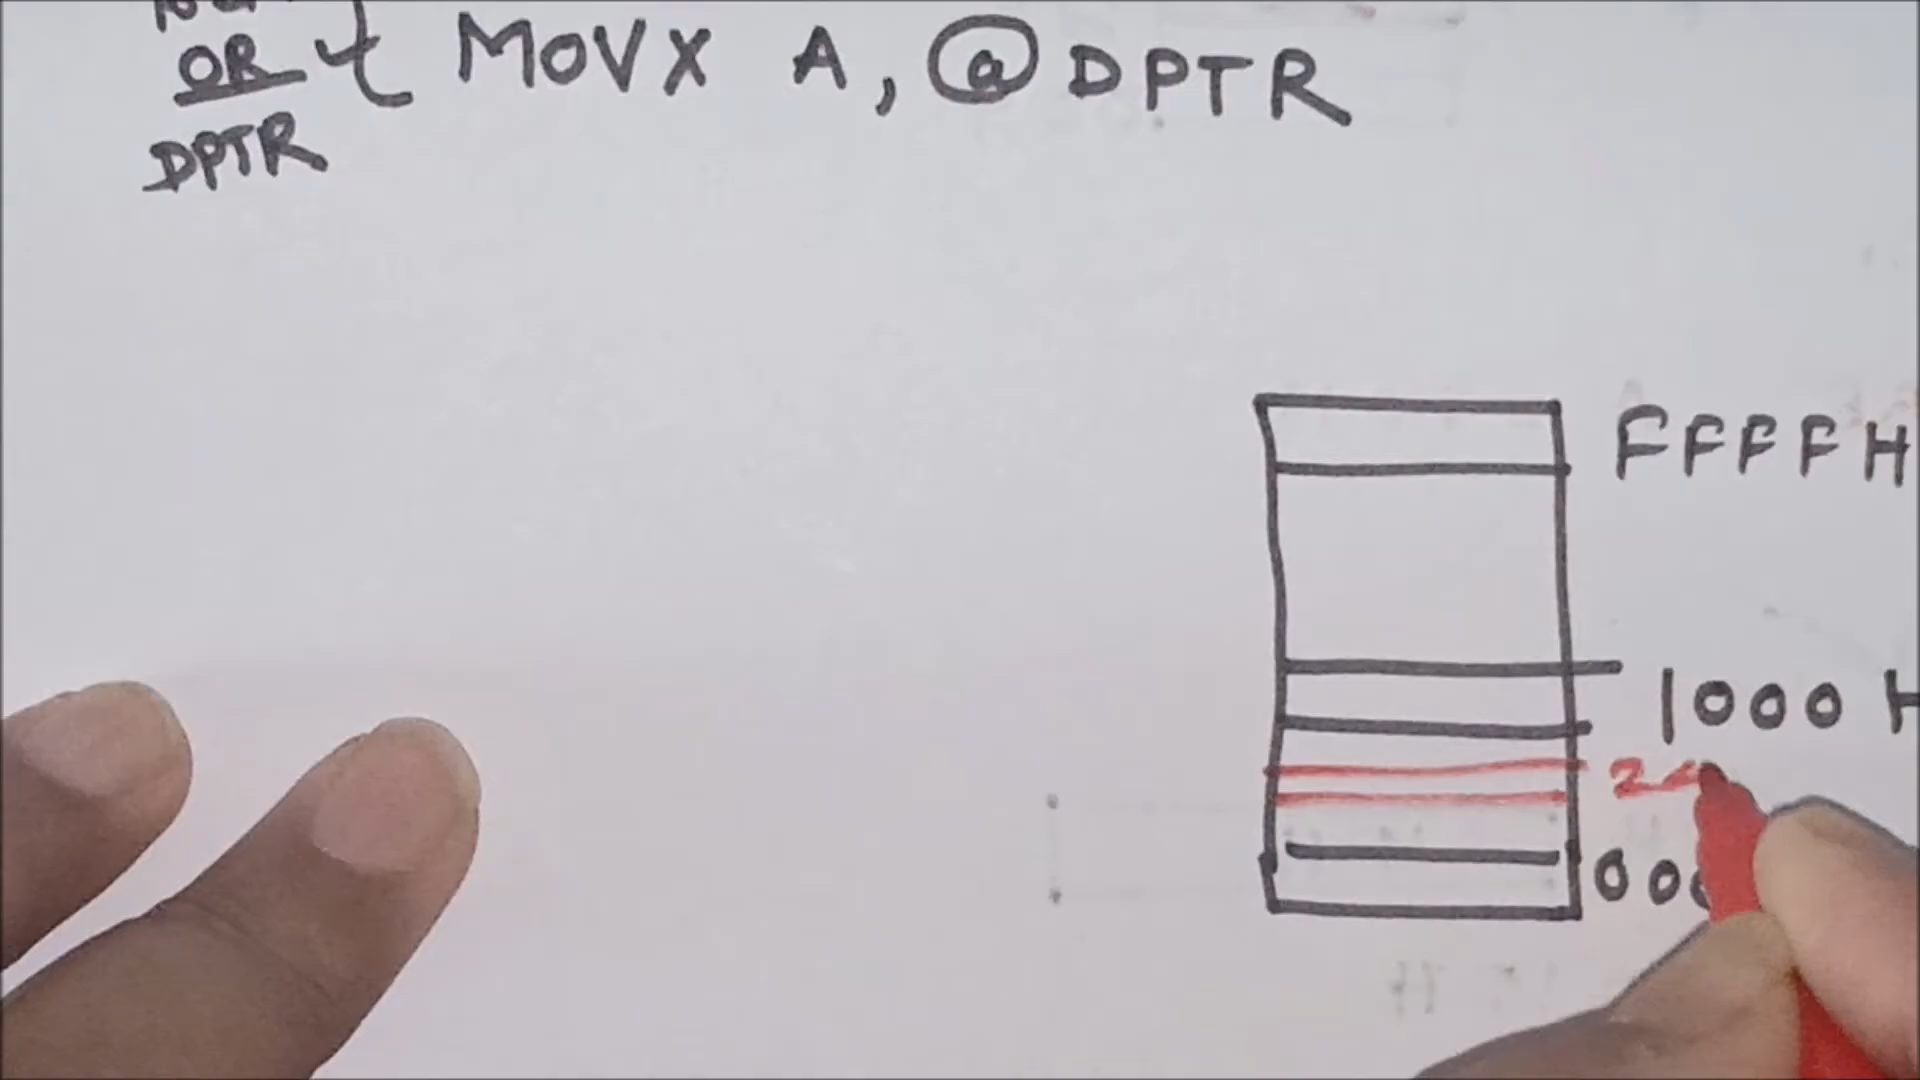 OR { MOVX A, @DPTR
DPTR
FFFFH
1000H